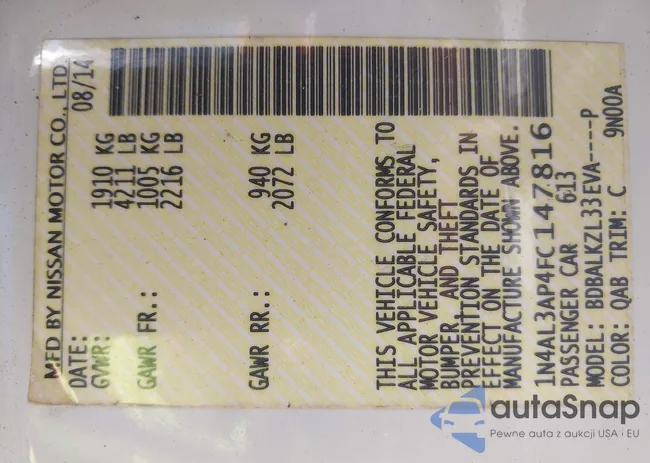 MFD BY NISSAN MOTOR CO., LTD.
DATE: 08/14
GVWR: 1910 KG
4211 LB
GAWR FR.: 1005 KG
2216 LB
GAWR RR.: 940 KG
2072 LB
THIS VEHICLE CONFORMS TO
ALL APPLICABLE FEDERAL
MOTOR VEHICLE SAFETY,
BUMPER, AND THEFT
PREVENTION STANDARDS IN
EFFECT ON THE DATE OF
MANUFACTURE SHOWN ABOVE.
1N4AL3AP4FC147816
PASSENGER CAR 613
MODEL: BDBALKZL33EVA----P
COLOR: QAB TRIM: C 9N00A
autaSnap
Pewne auta z aukcji USA i EU